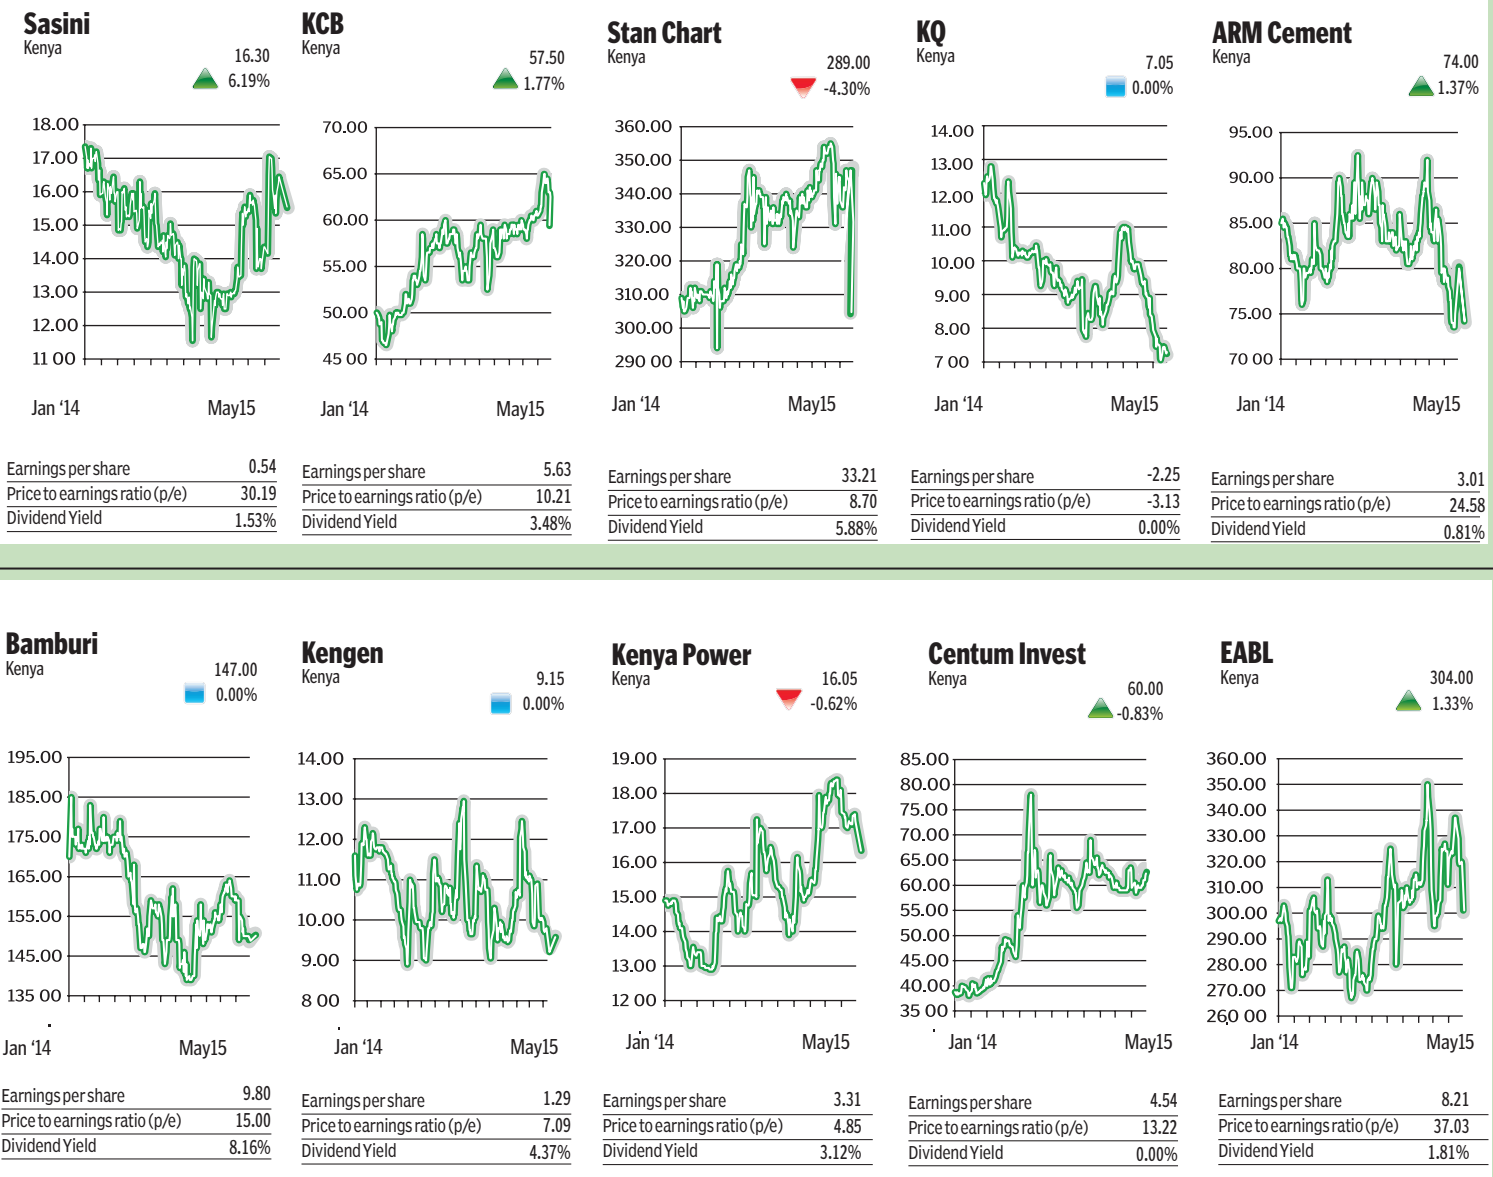 Sasini
Kenya
16.30
6.19%
18.00
17.00
16.00
15.00
14.00
13.00
12.00
11 00
Jan ‘14 May15
Earnings per share 0.54
Price to earnings ratio (p/e) 30.19
Dividend Yield 1.53%
KCB
Kenya
57.50
1.77%
70.00
65.00
60.00
55.00
50.00
45 00
Jan ‘14 May15
Earnings per share 5.63
Price to earnings ratio (p/e) 10.21
Dividend Yield 3.48%
Stan Chart
Kenya
289.00
-4.30%
360.00
350.00
340.00
330.00
320.00
310.00
300.00
290 00
Jan ‘14 May15
Earnings per share 33.21
Price to earnings ratio (p/e) 8.70
Dividend Yield 5.88%
KQ
Kenya
7.05
0.00%
14.00
13.00
12.00
11.00
10.00
9.00
8.00
7 00
Jan ‘14 May15
Earnings per share -2.25
Price to earnings ratio (p/e) -3.13
Dividend Yield 0.00%
ARM Cement
Kenya
74.00
1.37%
95.00
90.00
85.00
80.00
75.00
70 00
Jan ‘14 May15
Earnings per share 3.01
Price to earnings ratio (p/e) 24.58
Dividend Yield 0.81%
Bamburi
Kenya
147.00
0.00%
195.00
185.00
175.00
165.00
155.00
145.00
135 00
Jan ‘14 May15
Earnings per share 9.80
Price to earnings ratio (p/e) 15.00
Dividend Yield 8.16%
Kengen
Kenya
9.15
0.00%
14.00
13.00
12.00
11.00
10.00
9.00
8 00
Jan ‘14 May15
Earnings per share 1.29
Price to earnings ratio (p/e) 7.09
Dividend Yield 4.37%
Kenya Power
Kenya
16.05
-0.62%
19.00
18.00
17.00
16.00
15.00
14.00
13.00
12 00
Jan ‘14 May15
Earnings per share 3.31
Price to earnings ratio (p/e) 4.85
Dividend Yield 3.12%
Centum Invest
Kenya
60.00
-0.83%
85.00
80.00
75.00
70.00
65.00
60.00
55.00
50.00
45.00
40.00
35 00
Jan ‘14 May15
Earnings per share 4.54
Price to earnings ratio (p/e) 13.22
Dividend Yield 0.00%
EABL
Kenya
304.00
1.33%
360.00
350.00
340.00
330.00
320.00
310.00
300.00
290.00
280.00
270.00
260 00
Jan ‘14 May15
Earnings per share 8.21
Price to earnings ratio (p/e) 37.03
Dividend Yield 1.81%